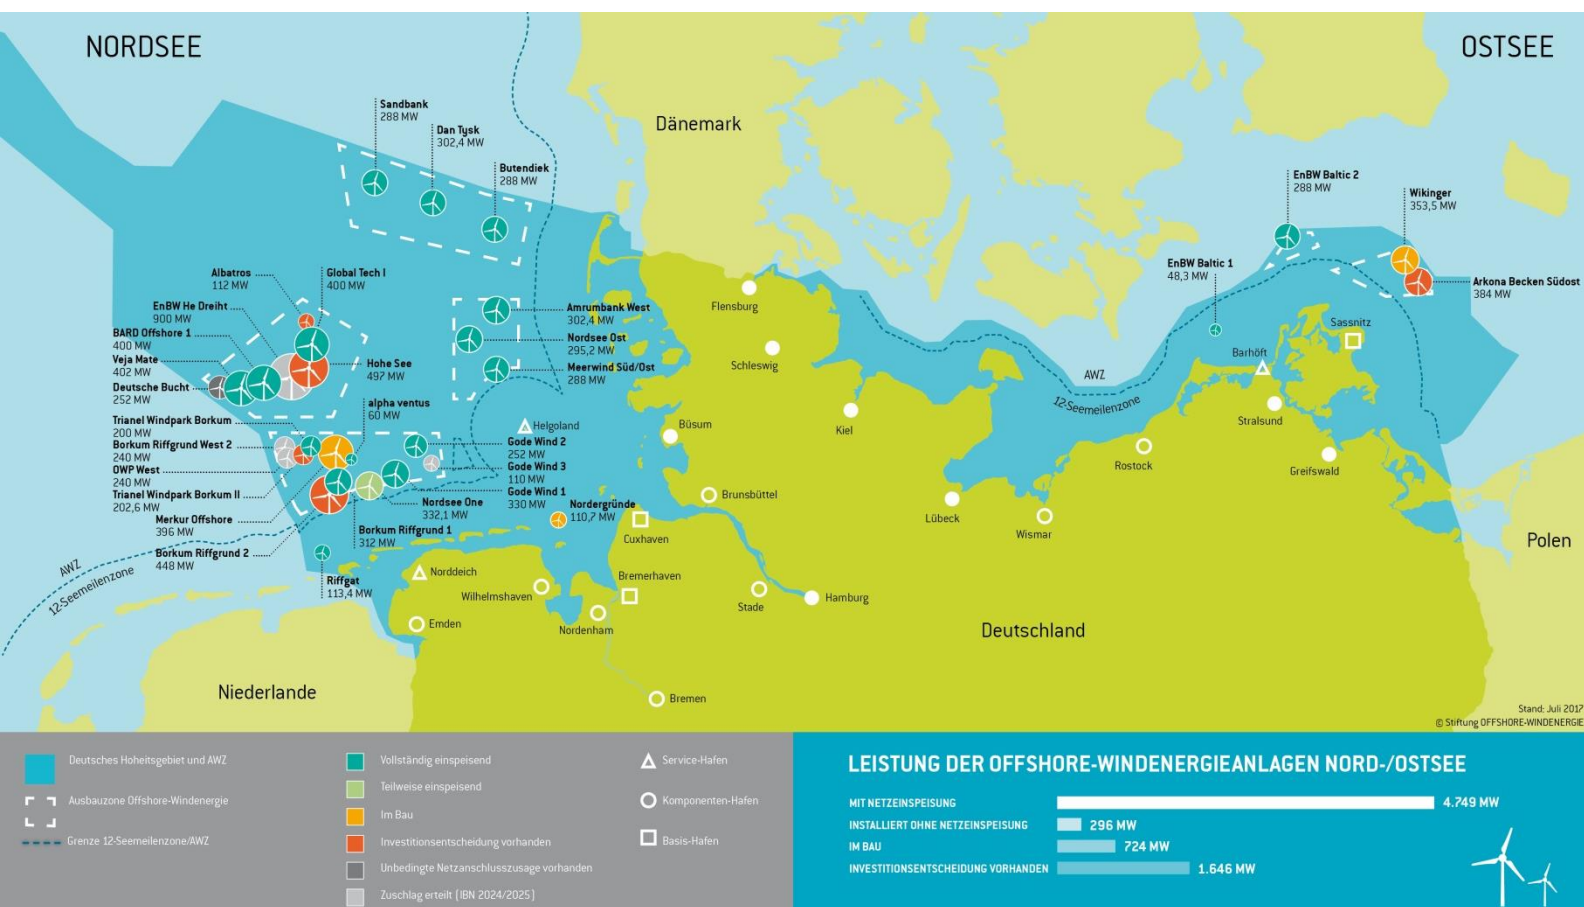 NORDSEE
OSTSEE
Dänemark
Sandbank
288 MW
Dan Tysk
302,4 MW
Butendiek
288 MW
Albatros
112 MW
Global Tech I
400 MW
EnBW He Dreiht
900 MW
BARD Offshore 1
400 MW
Veja Mate
402 MW
Deutsche Bucht
252 MW
Hohe See
497 MW
alpha ventus
60 MW
Trianel Windpark Borkum
200 MW
Borkum Riffgrund West 2
240 MW
OWP West
240 MW
Trianel Windpark Borkum II
202,6 MW
Merkur Offshore
396 MW
Borkum Riffgrund 2
448 MW
Amrumbank West
302,4 MW
Nordsee Ost
295,2 MW
Meerwind Süd/Ost
288 MW
Helgoland
Gode Wind 2
252 MW
Gode Wind 3
110 MW
Gode Wind 1
330 MW
Nordsee One
332,1 MW
Borkum Riffgrund 1
312 MW
Nordergründe
110,7 MW
Riffgat
113,4 MW
AWZ
12-Seemeilenzone
Norddeich
Emden
Wilhelmshaven
Nordenham
Bremerhaven
Cuxhaven
Brunsbüttel
Büsum
Stade
Hamburg
Bremen
Niederlande
Flensburg
Schleswig
Kiel
Lübeck
Wismar
Rostock
Deutschland
AWZ
12-Seemeilenzone
EnBW Baltic 2
288 MW
Wikinger
353,5 MW
EnBW Baltic 1
48,3 MW
Arkona Becken Südost
384 MW
Sassnitz
Barhöft
Stralsund
Greifswald
Polen
Stand: Juli 2017
© Stiftung OFFSHORE-WINDENERGIE
Deutsches Hoheitsgebiet und AWZ
Ausbauzone Offshore-Windenergie
Grenze 12-Seemeilenzone/AWZ
Vollständig einspeisend
Teilweise einspeisend
Im Bau
Investitionsentscheidung vorhanden
Unbedingte Netzanschlusszusage vorhanden
Zuschlag erteilt (IBN 2024/2025)
Service-Hafen
Komponenten-Hafen
Basis-Hafen
LEISTUNG DER OFFSHORE-WINDENERGIEANLAGEN NORD-/OSTSEE
MIT NETZEINSPEISUNG 4.749 MW
INSTALLIERT OHNE NETZEINSPEISUNG 296 MW
IM BAU 724 MW
INVESTITIONSENTSCHEIDUNG VORHANDEN 1.646 MW